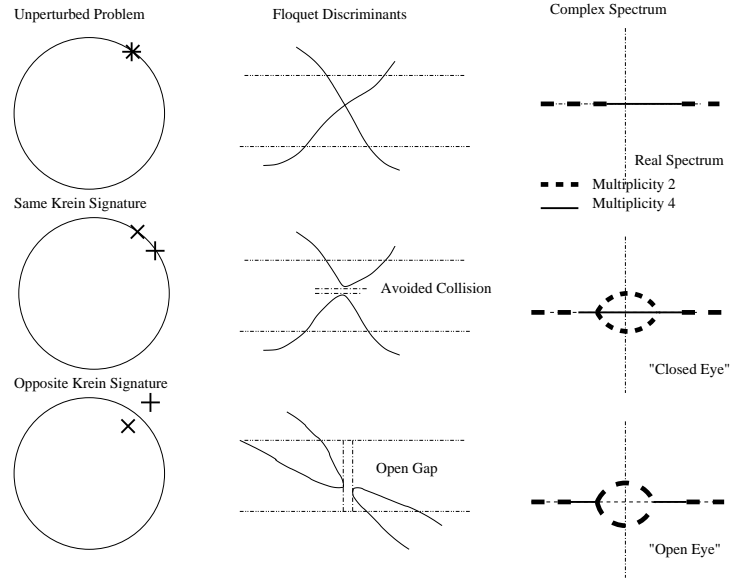 Unperturbed Problem
Floquet Discriminants
Complex Spectrum
Real Spectrum
Multiplicity 2
Multiplicity 4
Same Krein Signature
Avoided Collision
"Closed Eye"
Opposite Krein Signature
Open Gap
"Open Eye"